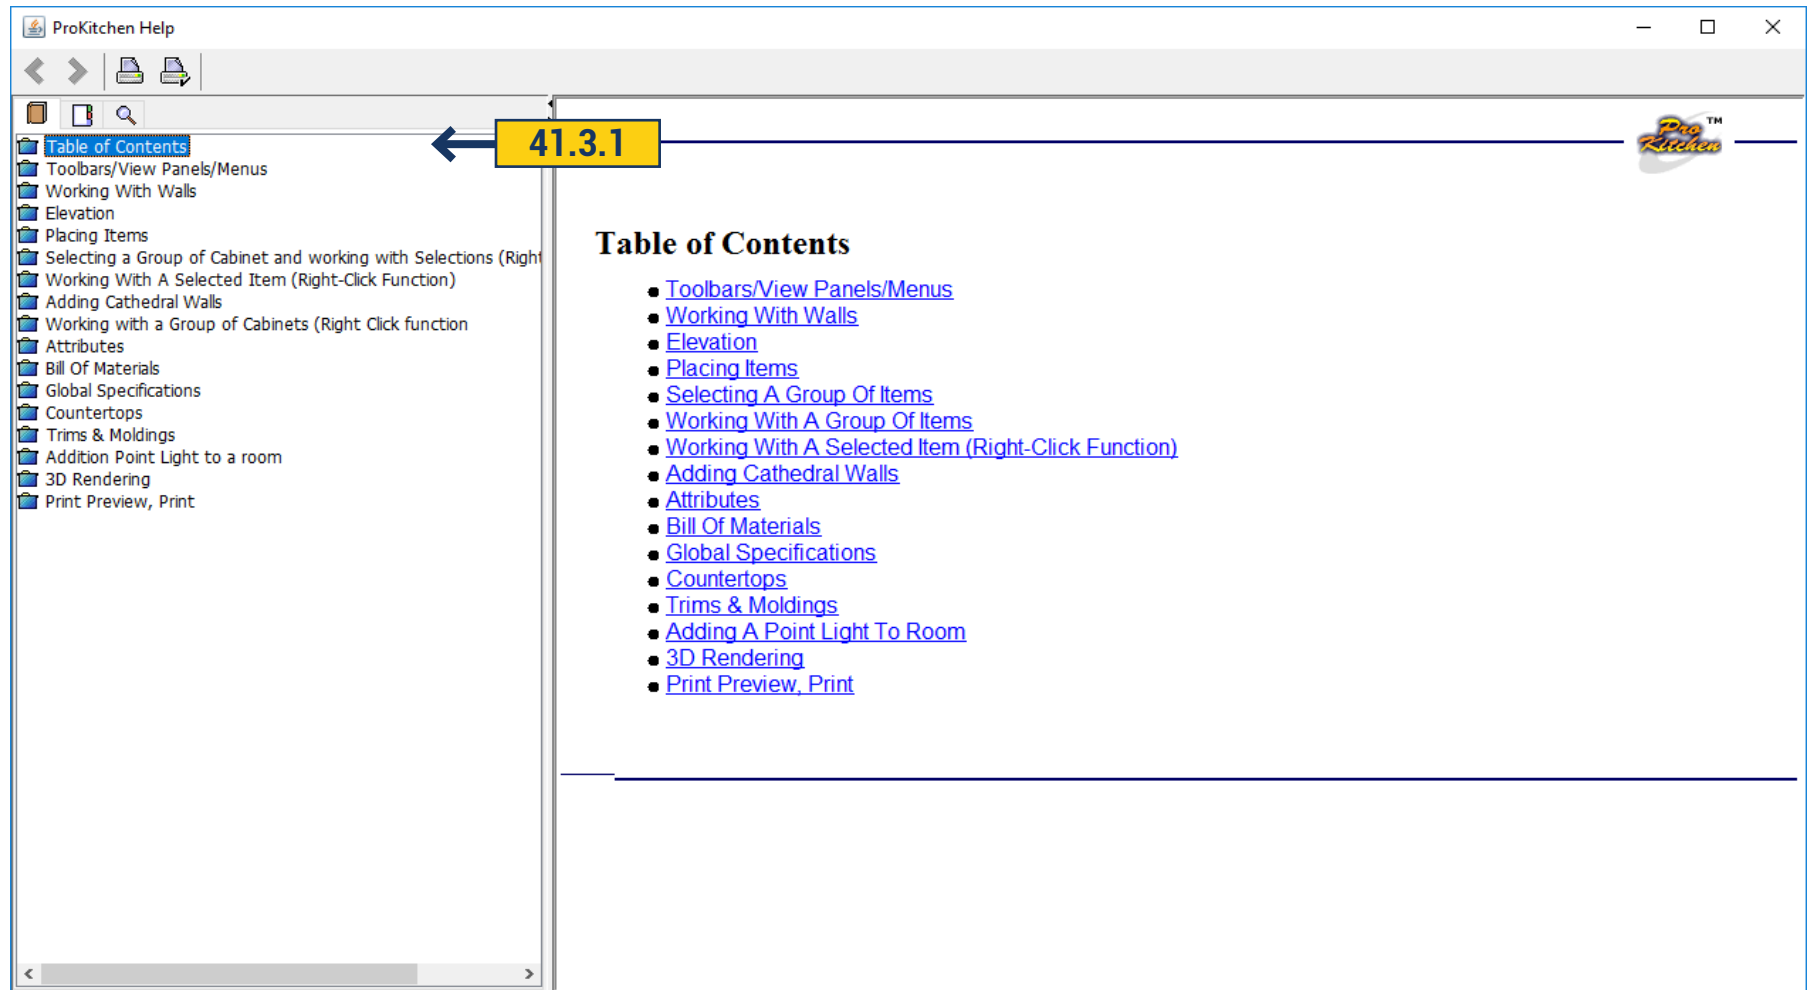 ProKitchen Help
Table of Contents
Toolbars/View Panels/Menus
Working With Walls
Elevation
Placing Items
Selecting a Group of Cabinet and working with Selections (Right
Working With A Selected Item (Right-Click Function)
Adding Cathedral Walls
Working with a Group of Cabinets (Right Click function
Attributes
Bill Of Materials
Global Specifications
Countertops
Trims & Moldings
Addition Point Light to a room
3D Rendering
Print Preview, Print
41.3.1
Pro
Kitchen
TM
Table of Contents
Toolbars/View Panels/Menus
Working With Walls
Elevation
Placing Items
Selecting A Group Of Items
Working With A Group Of Items
Working With A Selected Item (Right-Click Function)
Adding Cathedral Walls
Attributes
Bill Of Materials
Global Specifications
Countertops
Trims & Moldings
Adding A Point Light To Room
3D Rendering
Print Preview, Print